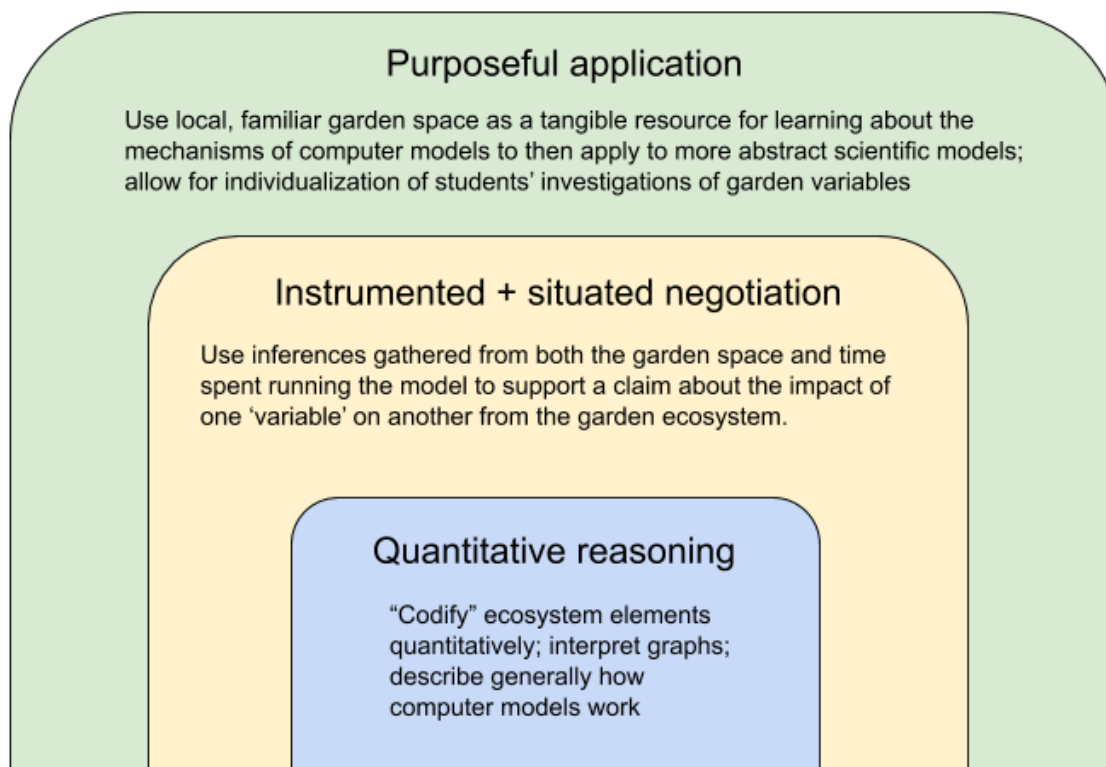 Purposeful application
Use local, familiar garden space as a tangible resource for learning about the
mechanisms of computer models to then apply to more abstract scientific models;
allow for individualization of students’ investigations of garden variables
Instrumented + situated negotiation
Use inferences gathered from both the garden space and time
spent running the model to support a claim about the impact of
one ‘variable’ on another from the garden ecosystem.
Quantitative reasoning
“Codify” ecosystem elements
quantitatively; interpret graphs;
describe generally how
computer models work